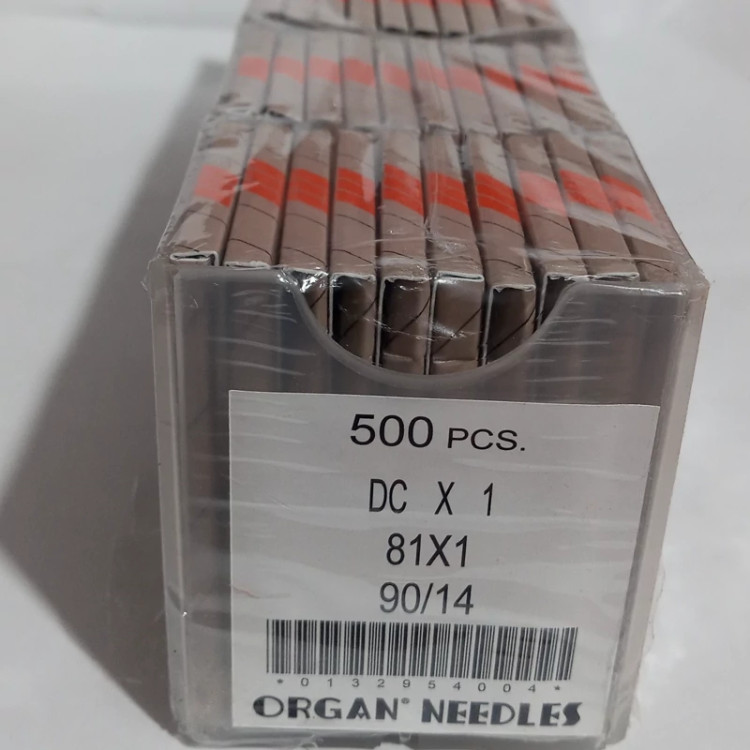 500 PCS.
DC X 1
81X1
90/14
*0132954004*
ORGAN® NEEDLES